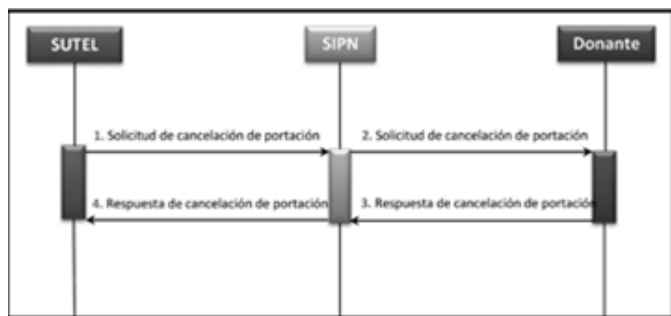 SUTEL
SIPN
Donante
1. Solicitud de cancelación de portación
2. Solicitud de cancelación de portación
4. Respuesta de cancelación de portación
3. Respuesta de cancelación de portación